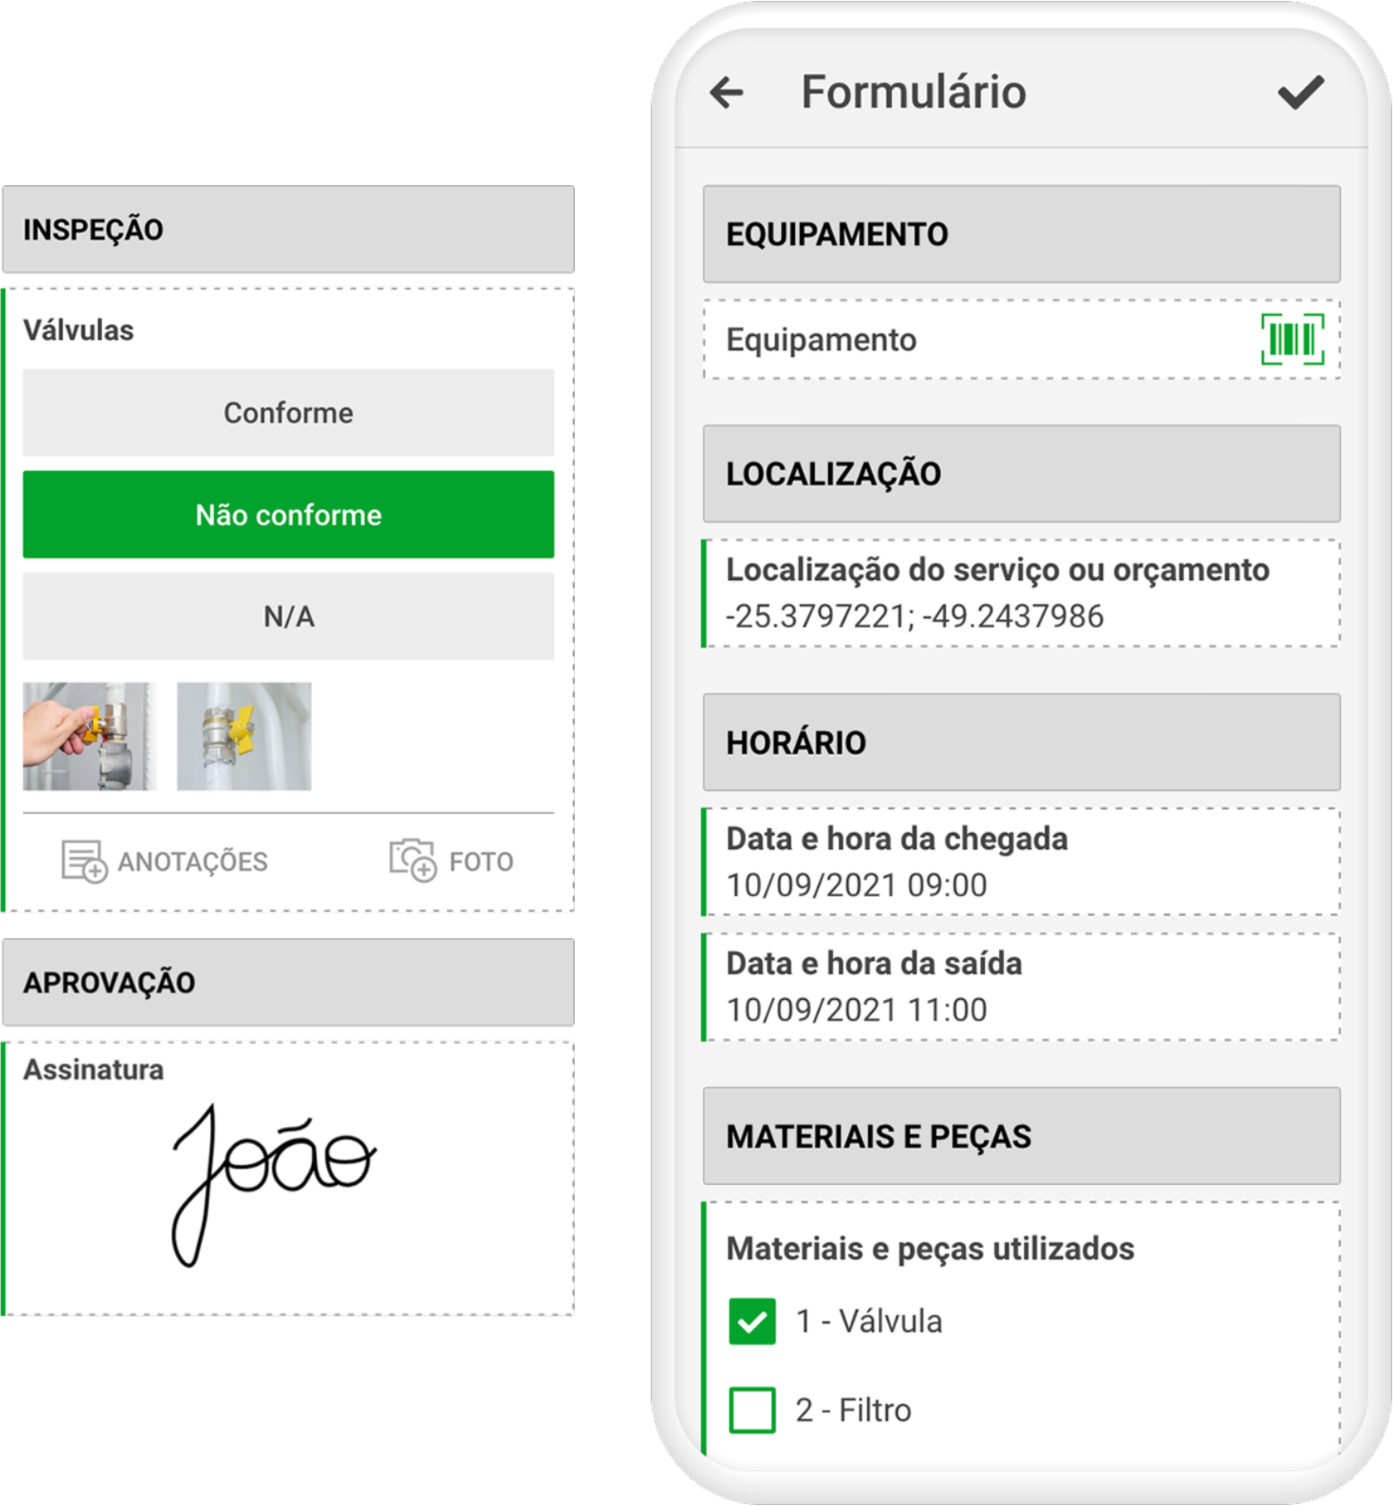 INSPEÇÃO
Válvulas
Conforme
Não conforme
N/A
ANOTAÇÕES
FOTO
APROVAÇÃO
Assinatura
João
Formulário
EQUIPAMENTO
Equipamento
LOCALIZAÇÃO
Localização do serviço ou orçamento
-25.3797221; -49.2437986
HORÁRIO
Data e hora da chegada
10/09/2021 09:00
Data e hora da saída
10/09/2021 11:00
MATERIAIS E PEÇAS
Materiais e peças utilizados
1 - Válvula
2 - Filtro